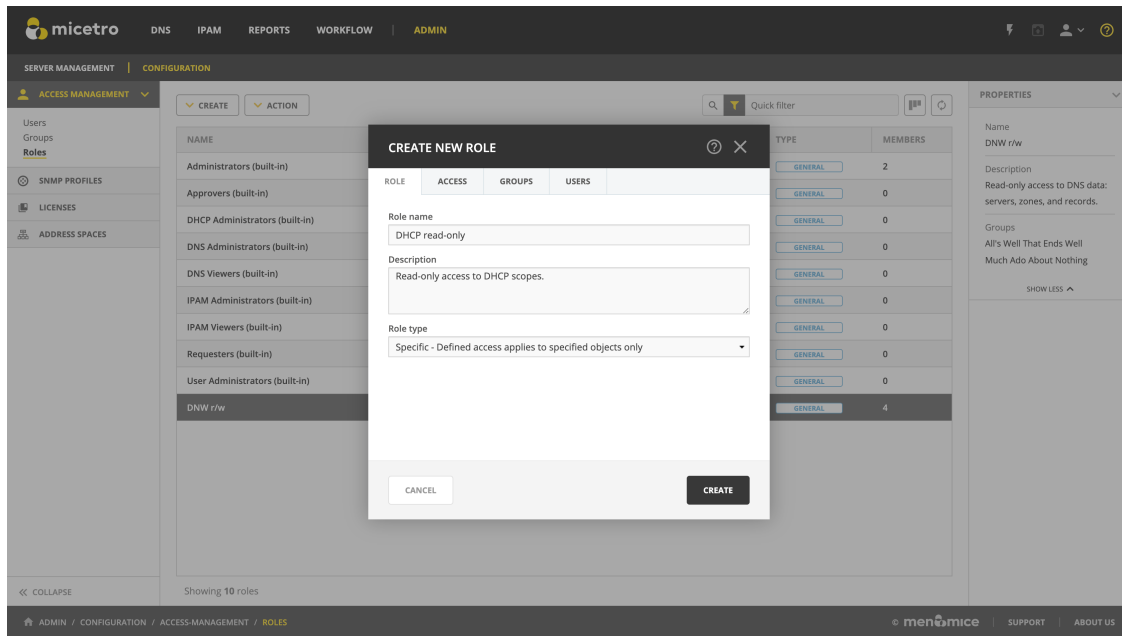 micetro DNS IPAM REPORTS WORKFLOW ADMIN
SERVER MANAGEMENT CONFIGURATION
ACCESS MANAGEMENT
Users
Groups
Roles
SNMP PROFILES
LICENSES
ADDRESS SPACES
COLLAPSE
CREATE ACTION Quick filter
NAME TYPE MEMBERS
Administrators (built-in) GENERAL 2
Approvers (built-in) GENERAL 0
DHCP Administrators (built-in) GENERAL 0
DNS Administrators (built-in) GENERAL 0
DNS Viewers (built-in) GENERAL 0
IPAM Administrators (built-in) GENERAL 0
IPAM Viewers (built-in) GENERAL 0
Requesters (built-in) GENERAL 0
User Administrators (built-in) GENERAL 0
DNW r/w GENERAL 4
Showing 10 roles
CREATE NEW ROLE
ROLE ACCESS GROUPS USERS
Role name
DHCP read-only
Description
Read-only access to DHCP scopes.
Role type
Specific - Defined access applies to specified objects only
CANCEL CREATE
PROPERTIES
Name
DNW r/w
Description
Read-only access to DNS data:
servers, zones, and records.
Groups
All's Well That Ends Well
Much Ado About Nothing
SHOW LESS
ADMIN / CONFIGURATION / ACCESS-MANAGEMENT / ROLES © men&mice SUPPORT ABOUT US